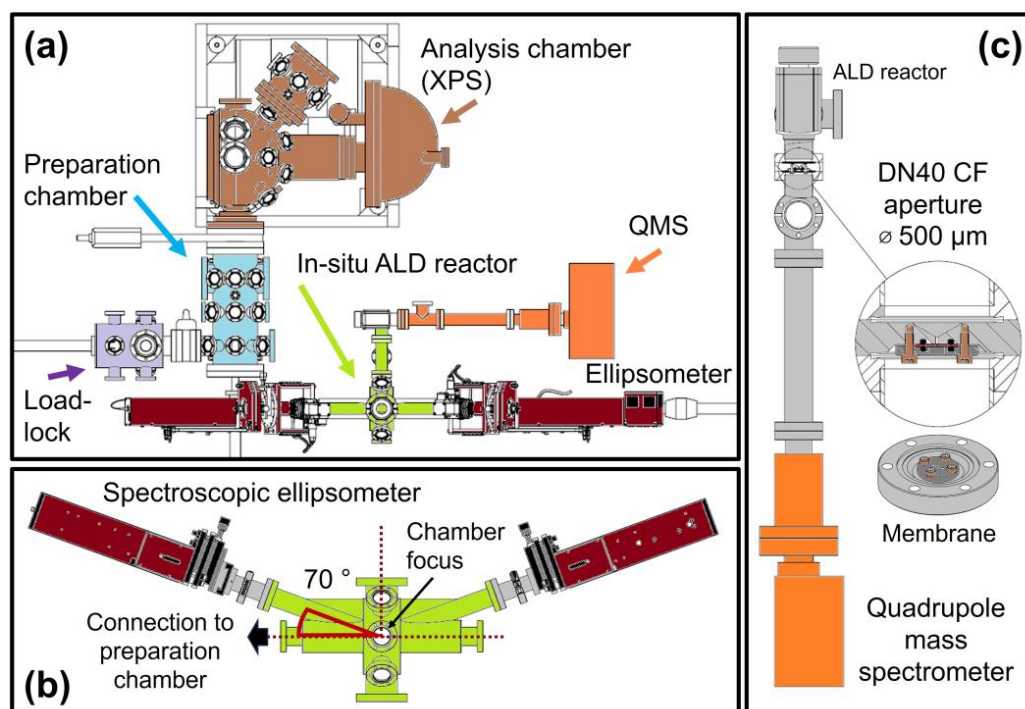 (a)
Analysis chamber
(XPS)
Preparation
chamber
In-situ ALD reactor
QMS
Load-
lock
Ellipsometer
(b)
Spectroscopic ellipsometer
Chamber
focus
70 °
Connection to
preparation
chamber
(c)
ALD reactor
DN40 CF
aperture
⌀ 500 µm
Membrane
Quadrupole
mass
spectrometer